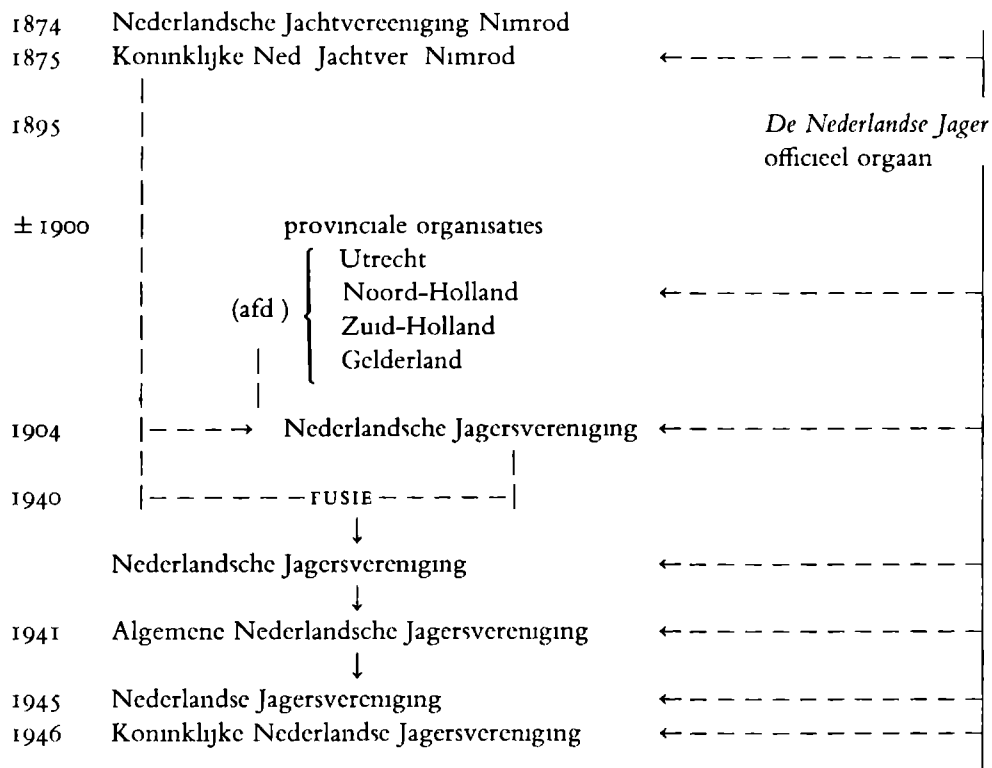 1874 Nederlandsche Jachtvereeniging Nimrod
1875 Koninklijke Ned Jachtver Nimrod
1895 De Nederlandse Jager
officieel orgaan
± 1900 provinciale organisaties
Utrecht
Noord-Holland
(afd )
Zuid-Holland
Gelderland
1904 Nederlandsche Jagersvereniging
1940 FUSIE
Nederlandsche Jagersvereniging
1941 Algemene Nederlandsche Jagersvereniging
1945 Nederlandse Jagersvereniging
1946 Koninklijke Nederlandse Jagersvereniging